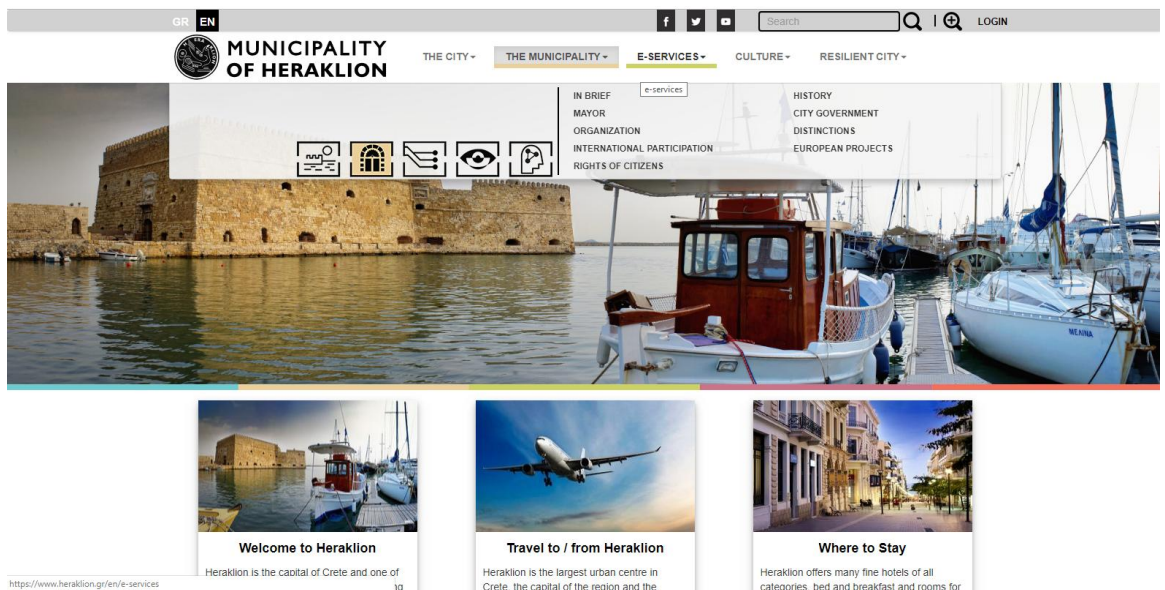 GR EN
Search
LOGIN
MUNICIPALITY
OF HERAKLION
THE CITY
THE MUNICIPALITY
E-SERVICES
CULTURE
RESILIENT CITY
e-services
IN BRIEF
MAYOR
ORGANIZATION
INTERNATIONAL PARTICIPATION
RIGHTS OF CITIZENS
HISTORY
CITY GOVERNMENT
DISTINCTIONS
EUROPEAN PROJECTS
Welcome to Heraklion
Heraklion is the capital of Crete and one of
Travel to / from Heraklion
Heraklion is the largest urban centre in
Crete, the capital of the region and the
Where to Stay
Heraklion offers many fine hotels of all
categories, bed and breakfast and rooms for
https://www.heraklion.gr/en/e-services